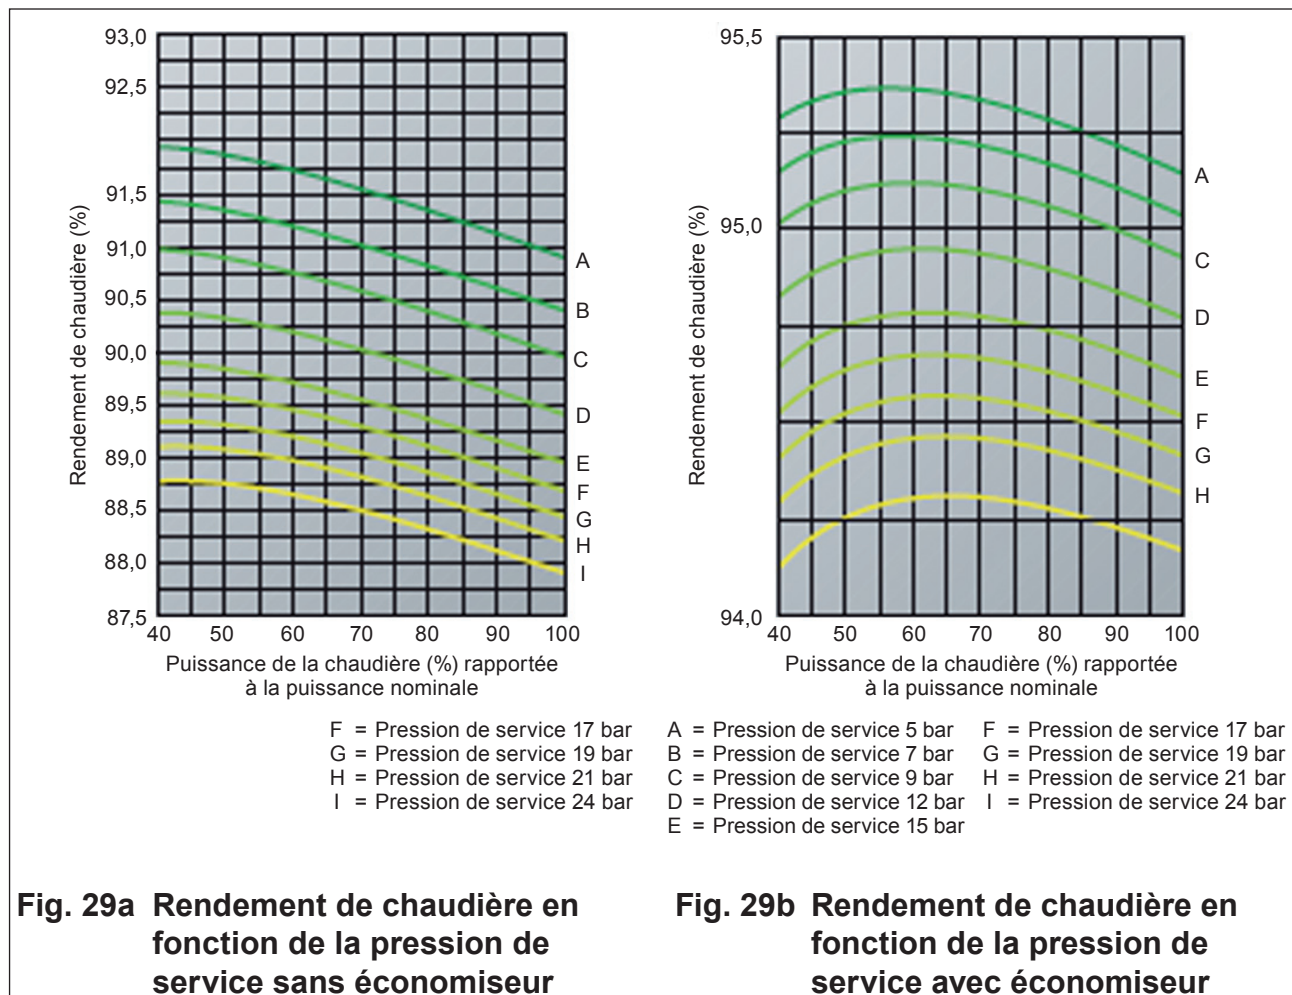 93,0
92,5
91,5
91,0
90,5
90,0
89,5
89,0
88,5
88,0
87,5
Rendement de chaudière (%)
40 50 60 70 80 90 100
A
B
C
D
E
F
G
H
I
Puissance de la chaudière (%) rapportée
à la puissance nominale
95,5
95,0
94,0
Rendement de chaudière (%)
40 50 60 70 80 90 100
A
C
D
E
F
G
H
Puissance de la chaudière (%) rapportée
à la puissance nominale
F = Pression de service 17 bar
G = Pression de service 19 bar
H = Pression de service 21 bar
I = Pression de service 24 bar
A = Pression de service 5 bar
B = Pression de service 7 bar
C = Pression de service 9 bar
D = Pression de service 12 bar
E = Pression de service 15 bar
F = Pression de service 17 bar
G = Pression de service 19 bar
H = Pression de service 21 bar
I = Pression de service 24 bar
Fig. 29a Rendement de chaudière en
fonction de la pression de
service sans économiseur
Fig. 29b Rendement de chaudière en
fonction de la pression de
service avec économiseur